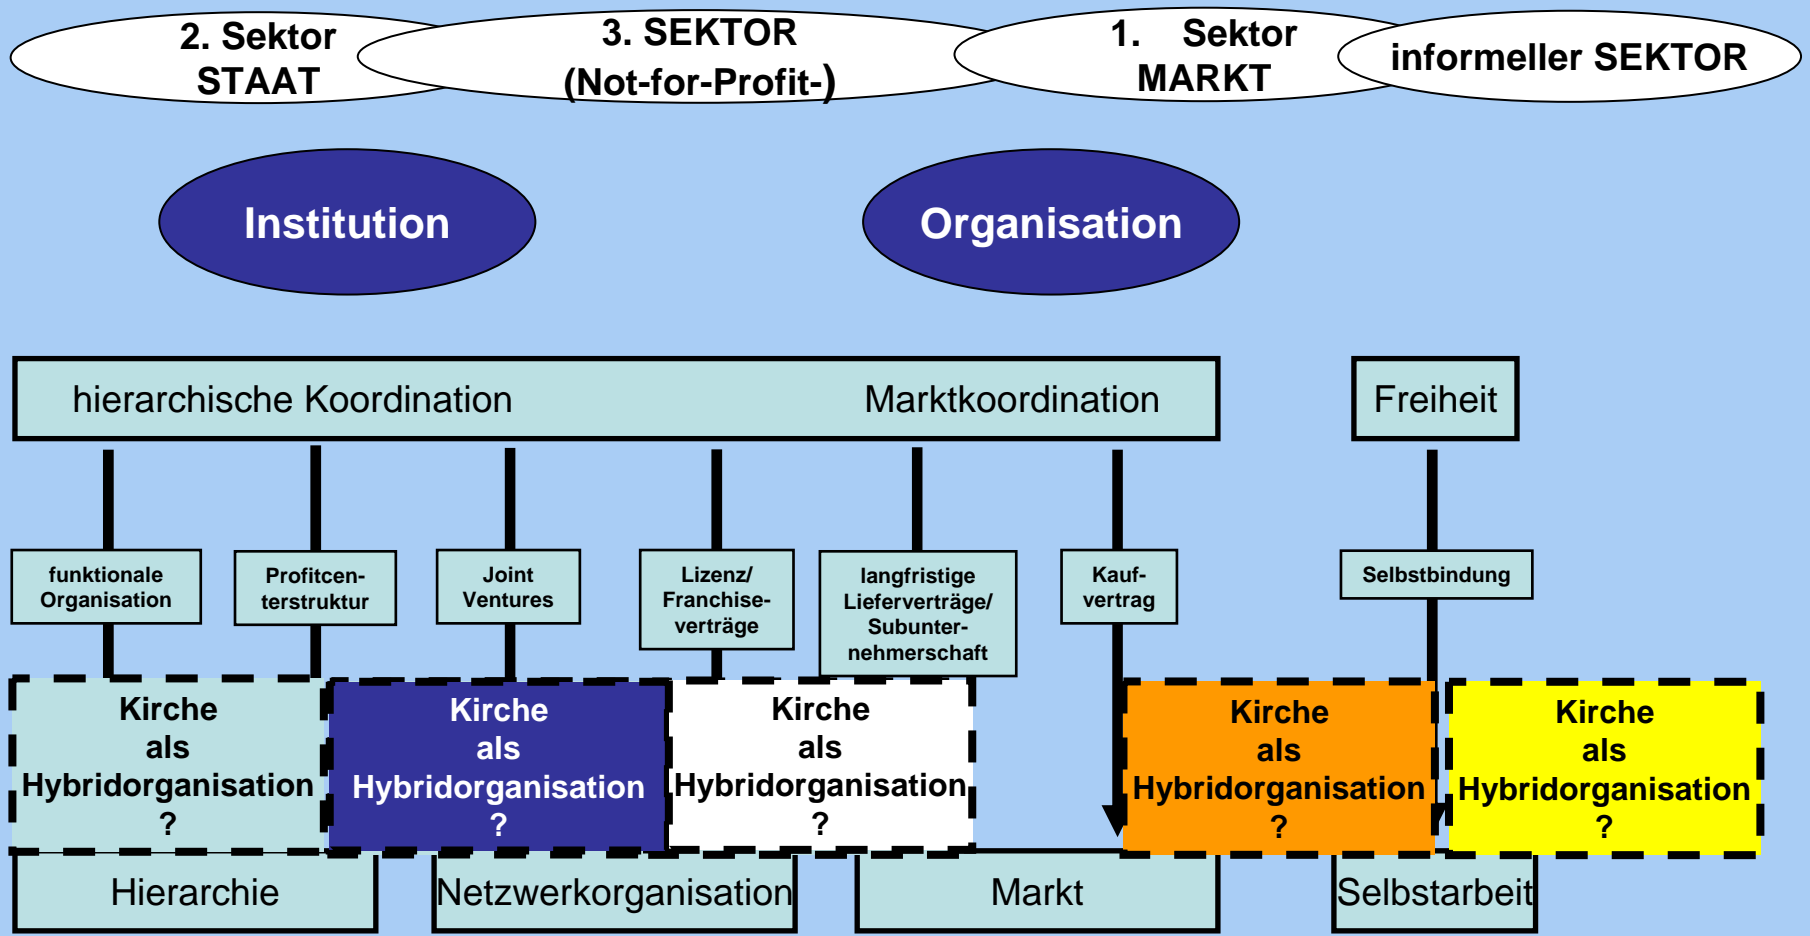 2. Sektor
STAAT
3. SEKTOR
(Not-for-Profit-)
1. Sektor
MARKT
informeller SEKTOR
Institution
Organisation
hierarchische Koordination
Marktkoordination
Freiheit
funktionale
Organisation
Profitcen-
terstruktur
Joint
Ventures
Lizenz/
Franchise-
verträge
langfristige
Lieferverträge/
Subunter-
nehmerschaft
Kauf-
vertrag
Selbstbindung
Kirche
als
Hybridorganisation
?
Kirche
als
Hybridorganisation
?
Kirche
als
Hybridorganisation
?
Kirche
als
Hybridorganisation
?
Kirche
als
Hybridorganisation
?
Hierarchie
Netzwerkorganisation
Markt
Selbstarbeit